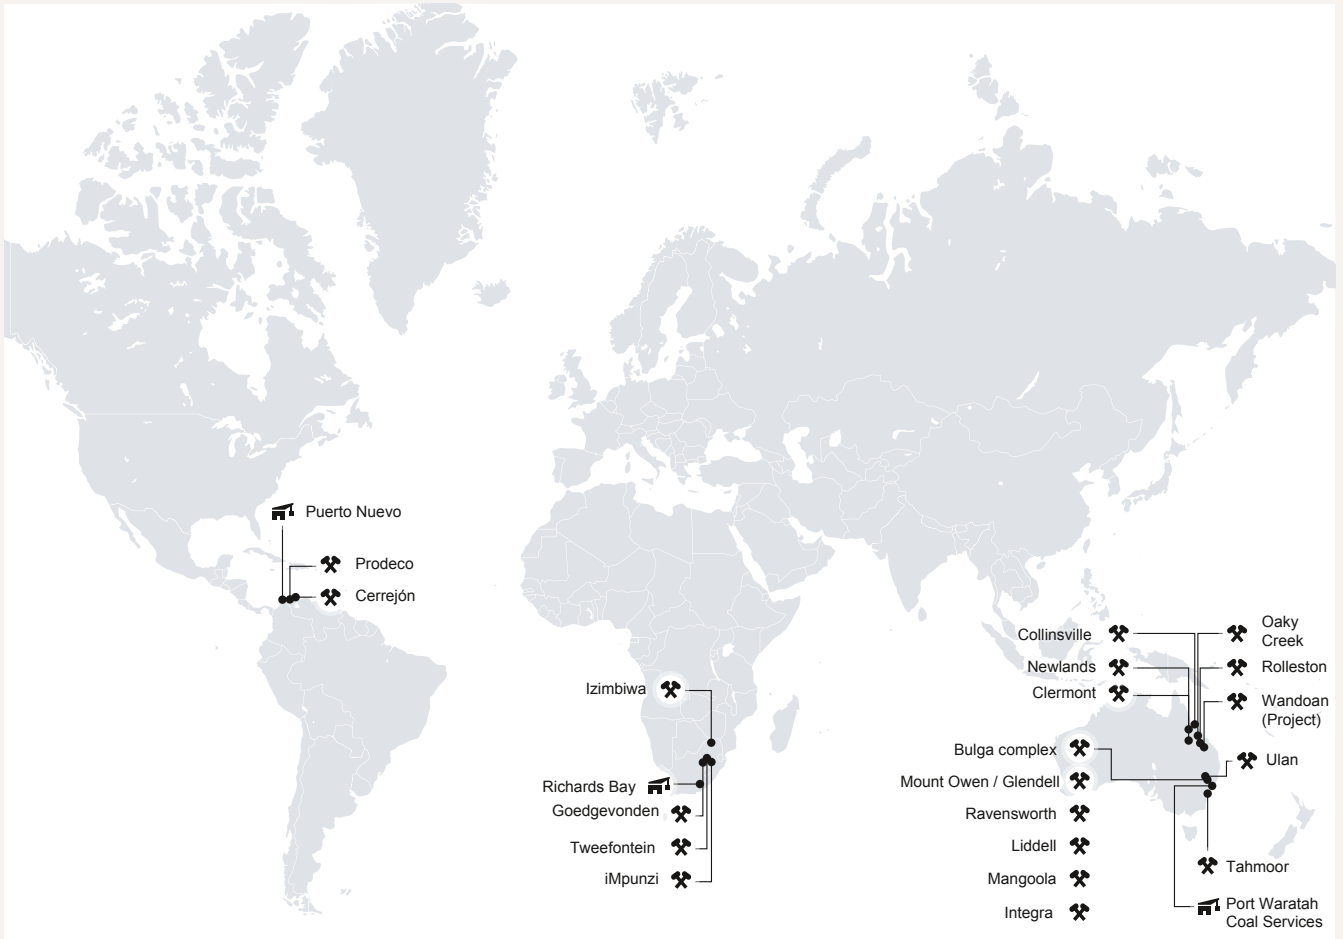 Puerto Nuevo
Prodeco
Cerrejón
Izimbiwa
Richards Bay
Goedgevonden
Tweefontein
iMpunzi
Collinsville
Newlands
Clermont
Oaky
Creek
Rolleston
Wandoan
(Project)
Bulga complex
Mount Owen / Glendell
Ravensworth
Liddell
Mangoola
Integra
Ulan
Tahmoor
Port Waratah
Coal Services